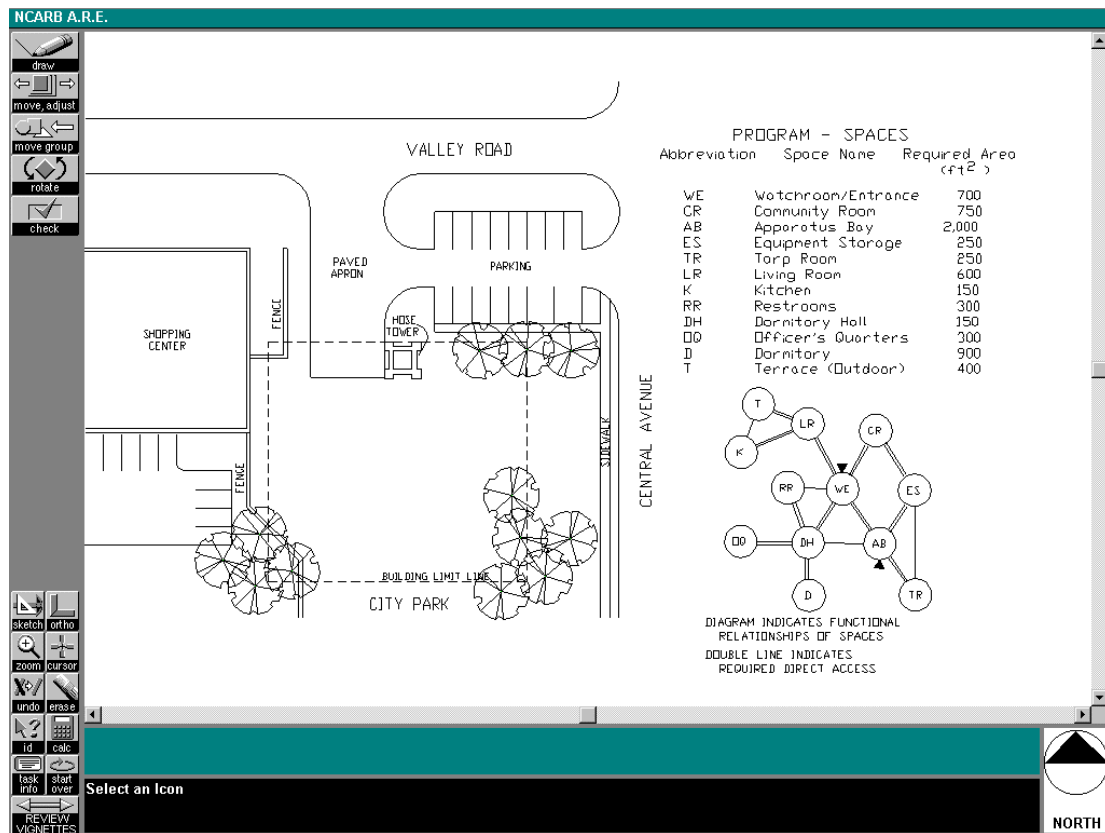 NCARB A.R.E.
draw
move, adjust
move group
rotate
check
sketch
ortho
zoom
cursor
undo
erase
id
calc
task info
start over
REVIEW VIGNETTES
VALLEY ROAD
PAVED
APRON
PARKING
FENCE
HOSE
TOWER
SHOPPING
CENTER
FENCE
SIDEWALK
CENTRAL AVENUE
BUILDING LIMIT LINE
CITY PARK
PROGRAM - SPACES
Abbreviation Space Name Required Area
(ft2)
WE Watchroom/Entrance 700
CR Community Room 750
AB Apparatus Bay 2,000
ES Equipment Storage 250
TR Tarp Room 250
LR Living Room 600
K Kitchen 150
RR Restrooms 300
DH Dormitory Hall 150
OQ Officer's Quarters 300
D Dormitory 900
T Terrace (Outdoor) 400
T
LR
CR
K
RR
WE
ES
OQ
DH
AB
D
TR
DIAGRAM INDICATES FUNCTIONAL
RELATIONSHIPS OF SPACES
DOUBLE LINE INDICATES
REQUIRED DIRECT ACCESS
Select an Icon
NORTH